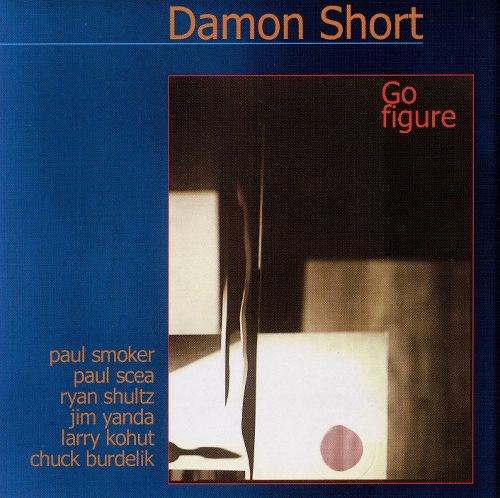 Damon Short
Go
figure
paul smoker
paul scea
ryan shultz
jim yanda
larry kohut
chuck burdelik